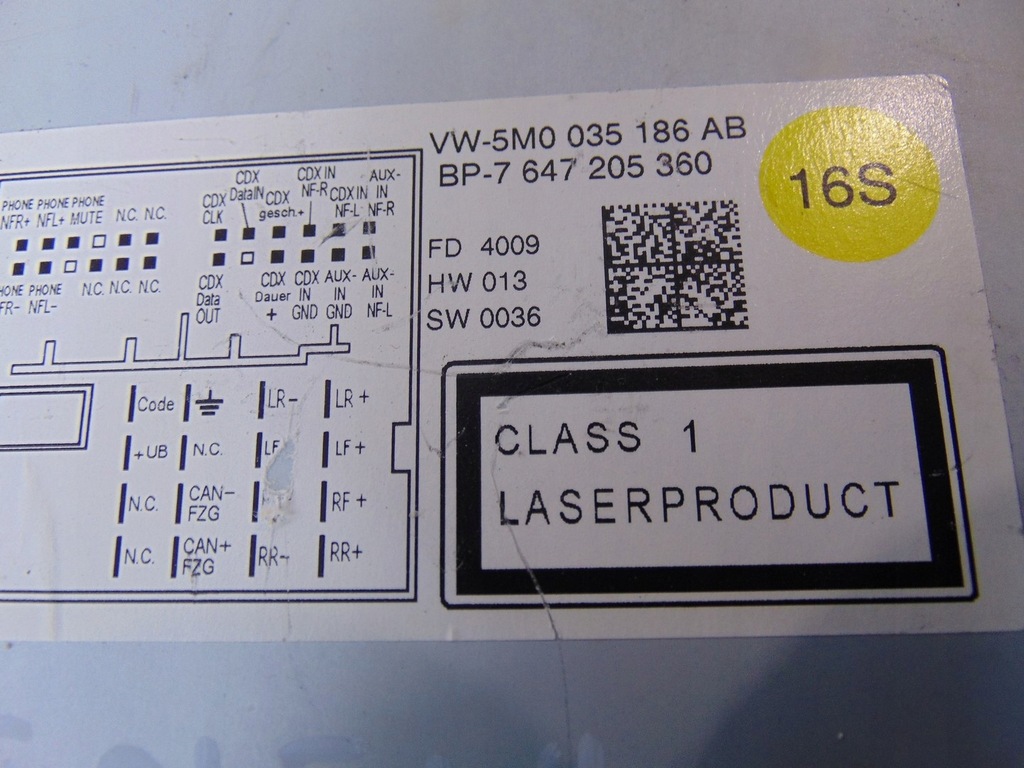 VW-5M0 035 186 AB
BP-7 647 205 360
16S
FD 4009
HW 013
SW 0036
CLASS 1
LASERPRODUCT
PHONE PHONE PHONE
NFR+ NFL+ MUTE N.C. N.C.
PHONE
NFL-
N.C. N.C. N.C.
CDX
CLK
CDX
DataIN
CDX
gesch.+
CDX IN
NF-R
CDX IN
NF-L
AUX-
IN
NF-R
CDX
Data
OUT
CDX
Dauer
+
CDX
IN
GND
AUX-
IN
GND
AUX-
IN
NF-L
Code LR- LR +
+UB N.C. LF +
N.C. CAN-
FZG RF +
N.C. CAN+
FZG RR- RR+